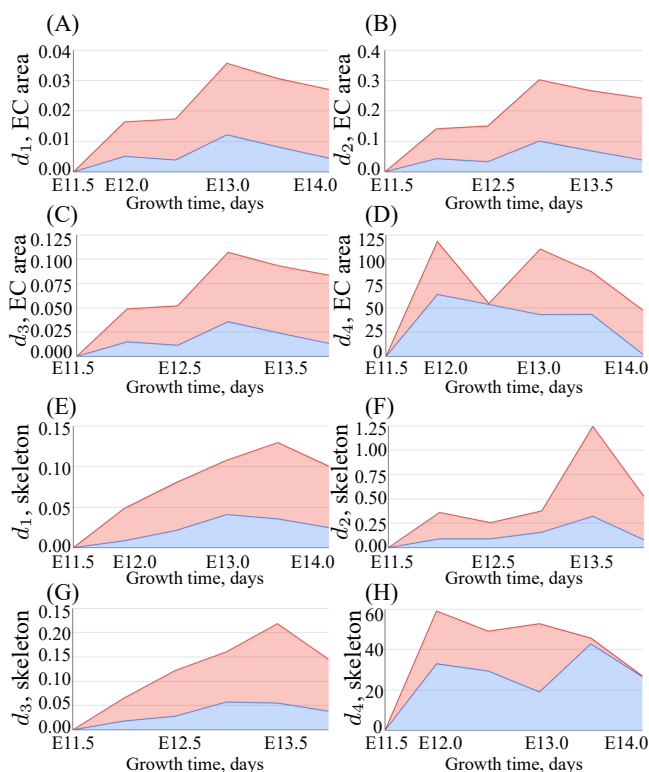 (A)
d₁, EC area
0.04
0.03
0.02
0.01
0.00
E11.5 E12.0 E13.0 E14.0
Growth time, days
(B)
d₂, EC area
0.4
0.3
0.2
0.1
0.00
E11.5 E12.5 E13.5
Growth time, days
(C)
d₃, EC area
0.125
0.100
0.075
0.050
0.025
0.000
E11.5 E12.5 E13.5
Growth time, days
(D)
d₄, EC area
125
100
75
50
25
0
E11.5 E12.0 E13.0 E14.0
Growth time, days
(E)
d₁, skeleton
0.15
0.10
0.05
0.00
E11.5 E12.0 E13.0 E14.0
Growth time, days
(F)
d₂, skeleton
1.25
1.00
0.75
0.50
0.25
0.00
E11.5 E12.5 E13.5
Growth time, days
(G)
d₃, skeleton
0.15
0.20
0.15
0.10
0.05
0.00
E11.5 E12.5 E13.5
Growth time, days
(H)
d₄, skeleton
60
40
20
0
E11.5 E12.0 E13.0 E14.0
Growth time, days